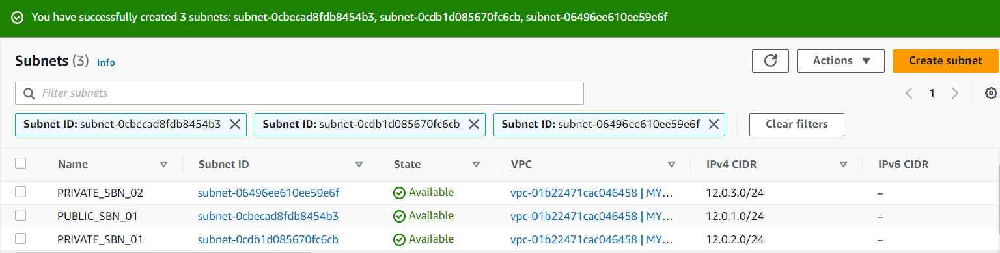 You have successfully created 3 subnets: subnet-0cbecad8fdb8454b3, subnet-0cdb1d085670fc6cb, subnet-06496ee610ee59e6f
Subnets (3) Info Actions Create subnet
Filter subnets 1
Subnet ID: subnet-0cbecad8fdb8454b3 Subnet ID: subnet-0cdb1d085670fc6cb Subnet ID: subnet-06496ee610ee59e6f Clear filters
Name Subnet ID State VPC IPv4 CIDR IPv6 CIDR
PRIVATE_SBN_02 subnet-06496ee610ee59e6f Available vpc-01b22471cac046458 | MY... 12.0.3.0/24 –
PUBLIC_SBN_01 subnet-0cbecad8fdb8454b3 Available vpc-01b22471cac046458 | MY... 12.0.1.0/24 –
PRIVATE_SBN_01 subnet-0cdb1d085670fc6cb Available vpc-01b22471cac046458 | MY... 12.0.2.0/24 –